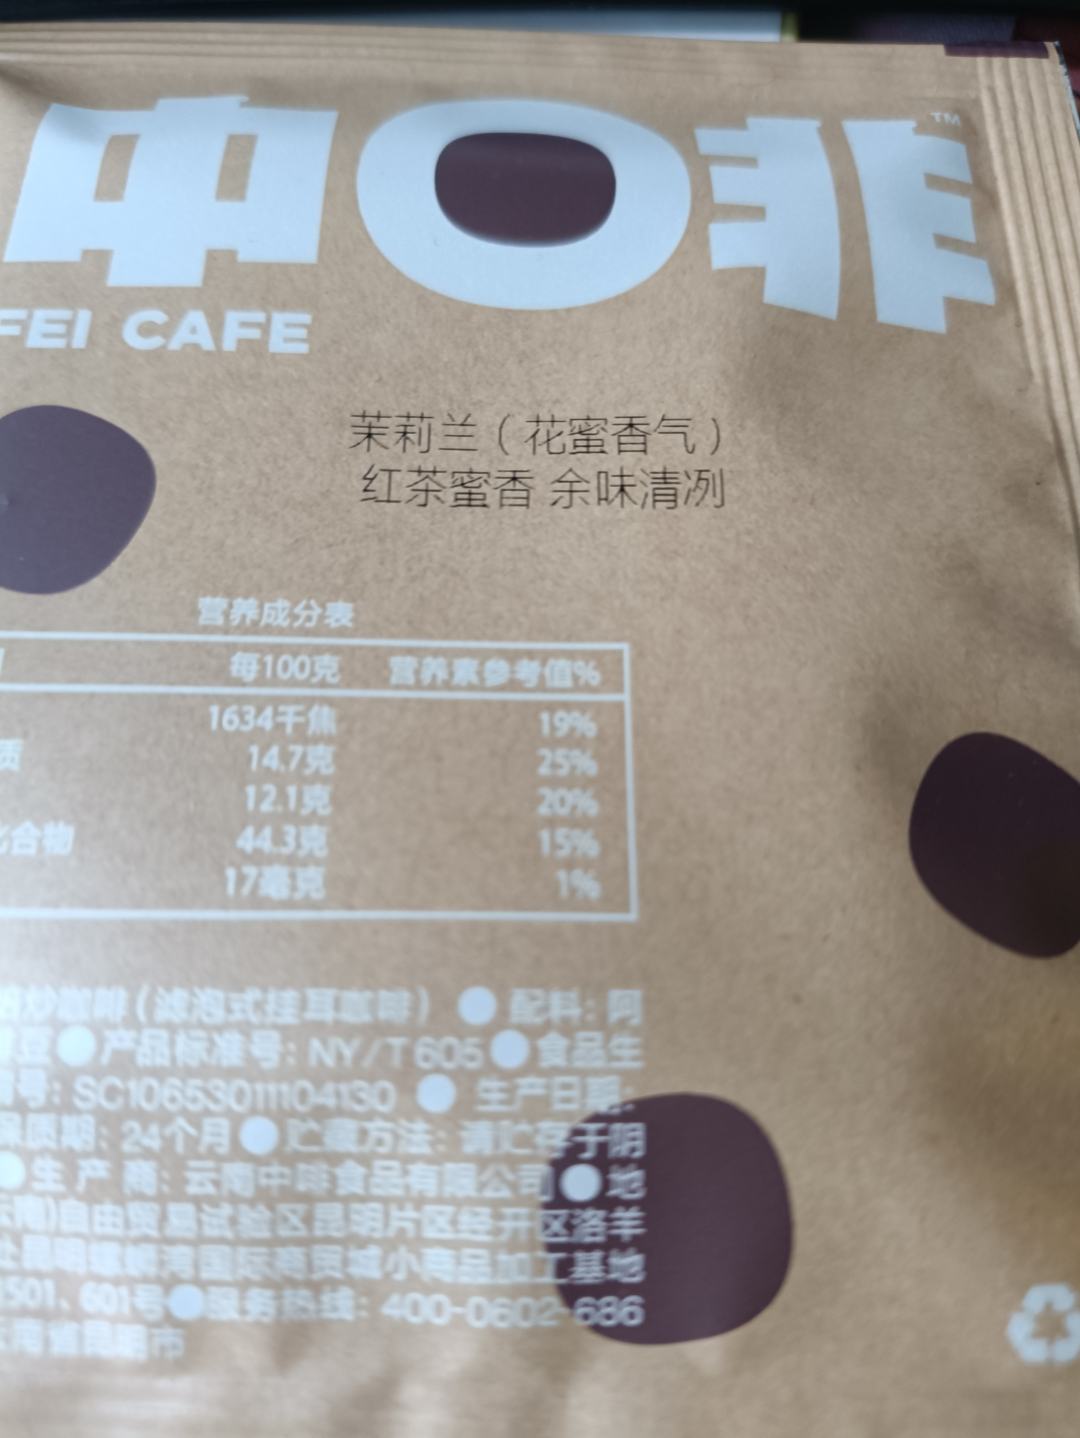 中口非™
FEI CAFE
茉莉兰（花蜜香气）
红茶蜜香 余味清冽
营养成分表
每100克 营养素参考值%
1634千焦 19%
质 14.7克 25%
12.1克 20%
化合物 44.3克 15%
17毫克 1%
炒咖啡（滤泡式挂耳咖啡） 配料: 阿
豆 产品标准号: NY/T 605 食品生
号: SC10653011104130 生产日期:
保质期: 24个月 贮藏方法: 请贮存于阴
生产商: 云南中啡食品有限公司 地
南)自由贸易试验区昆明片区经开区洛羊
昆明螺蛳湾国际商贸城小商品加工基地
1501、601号 服务热线: 400-0602-686
云南省昆明市